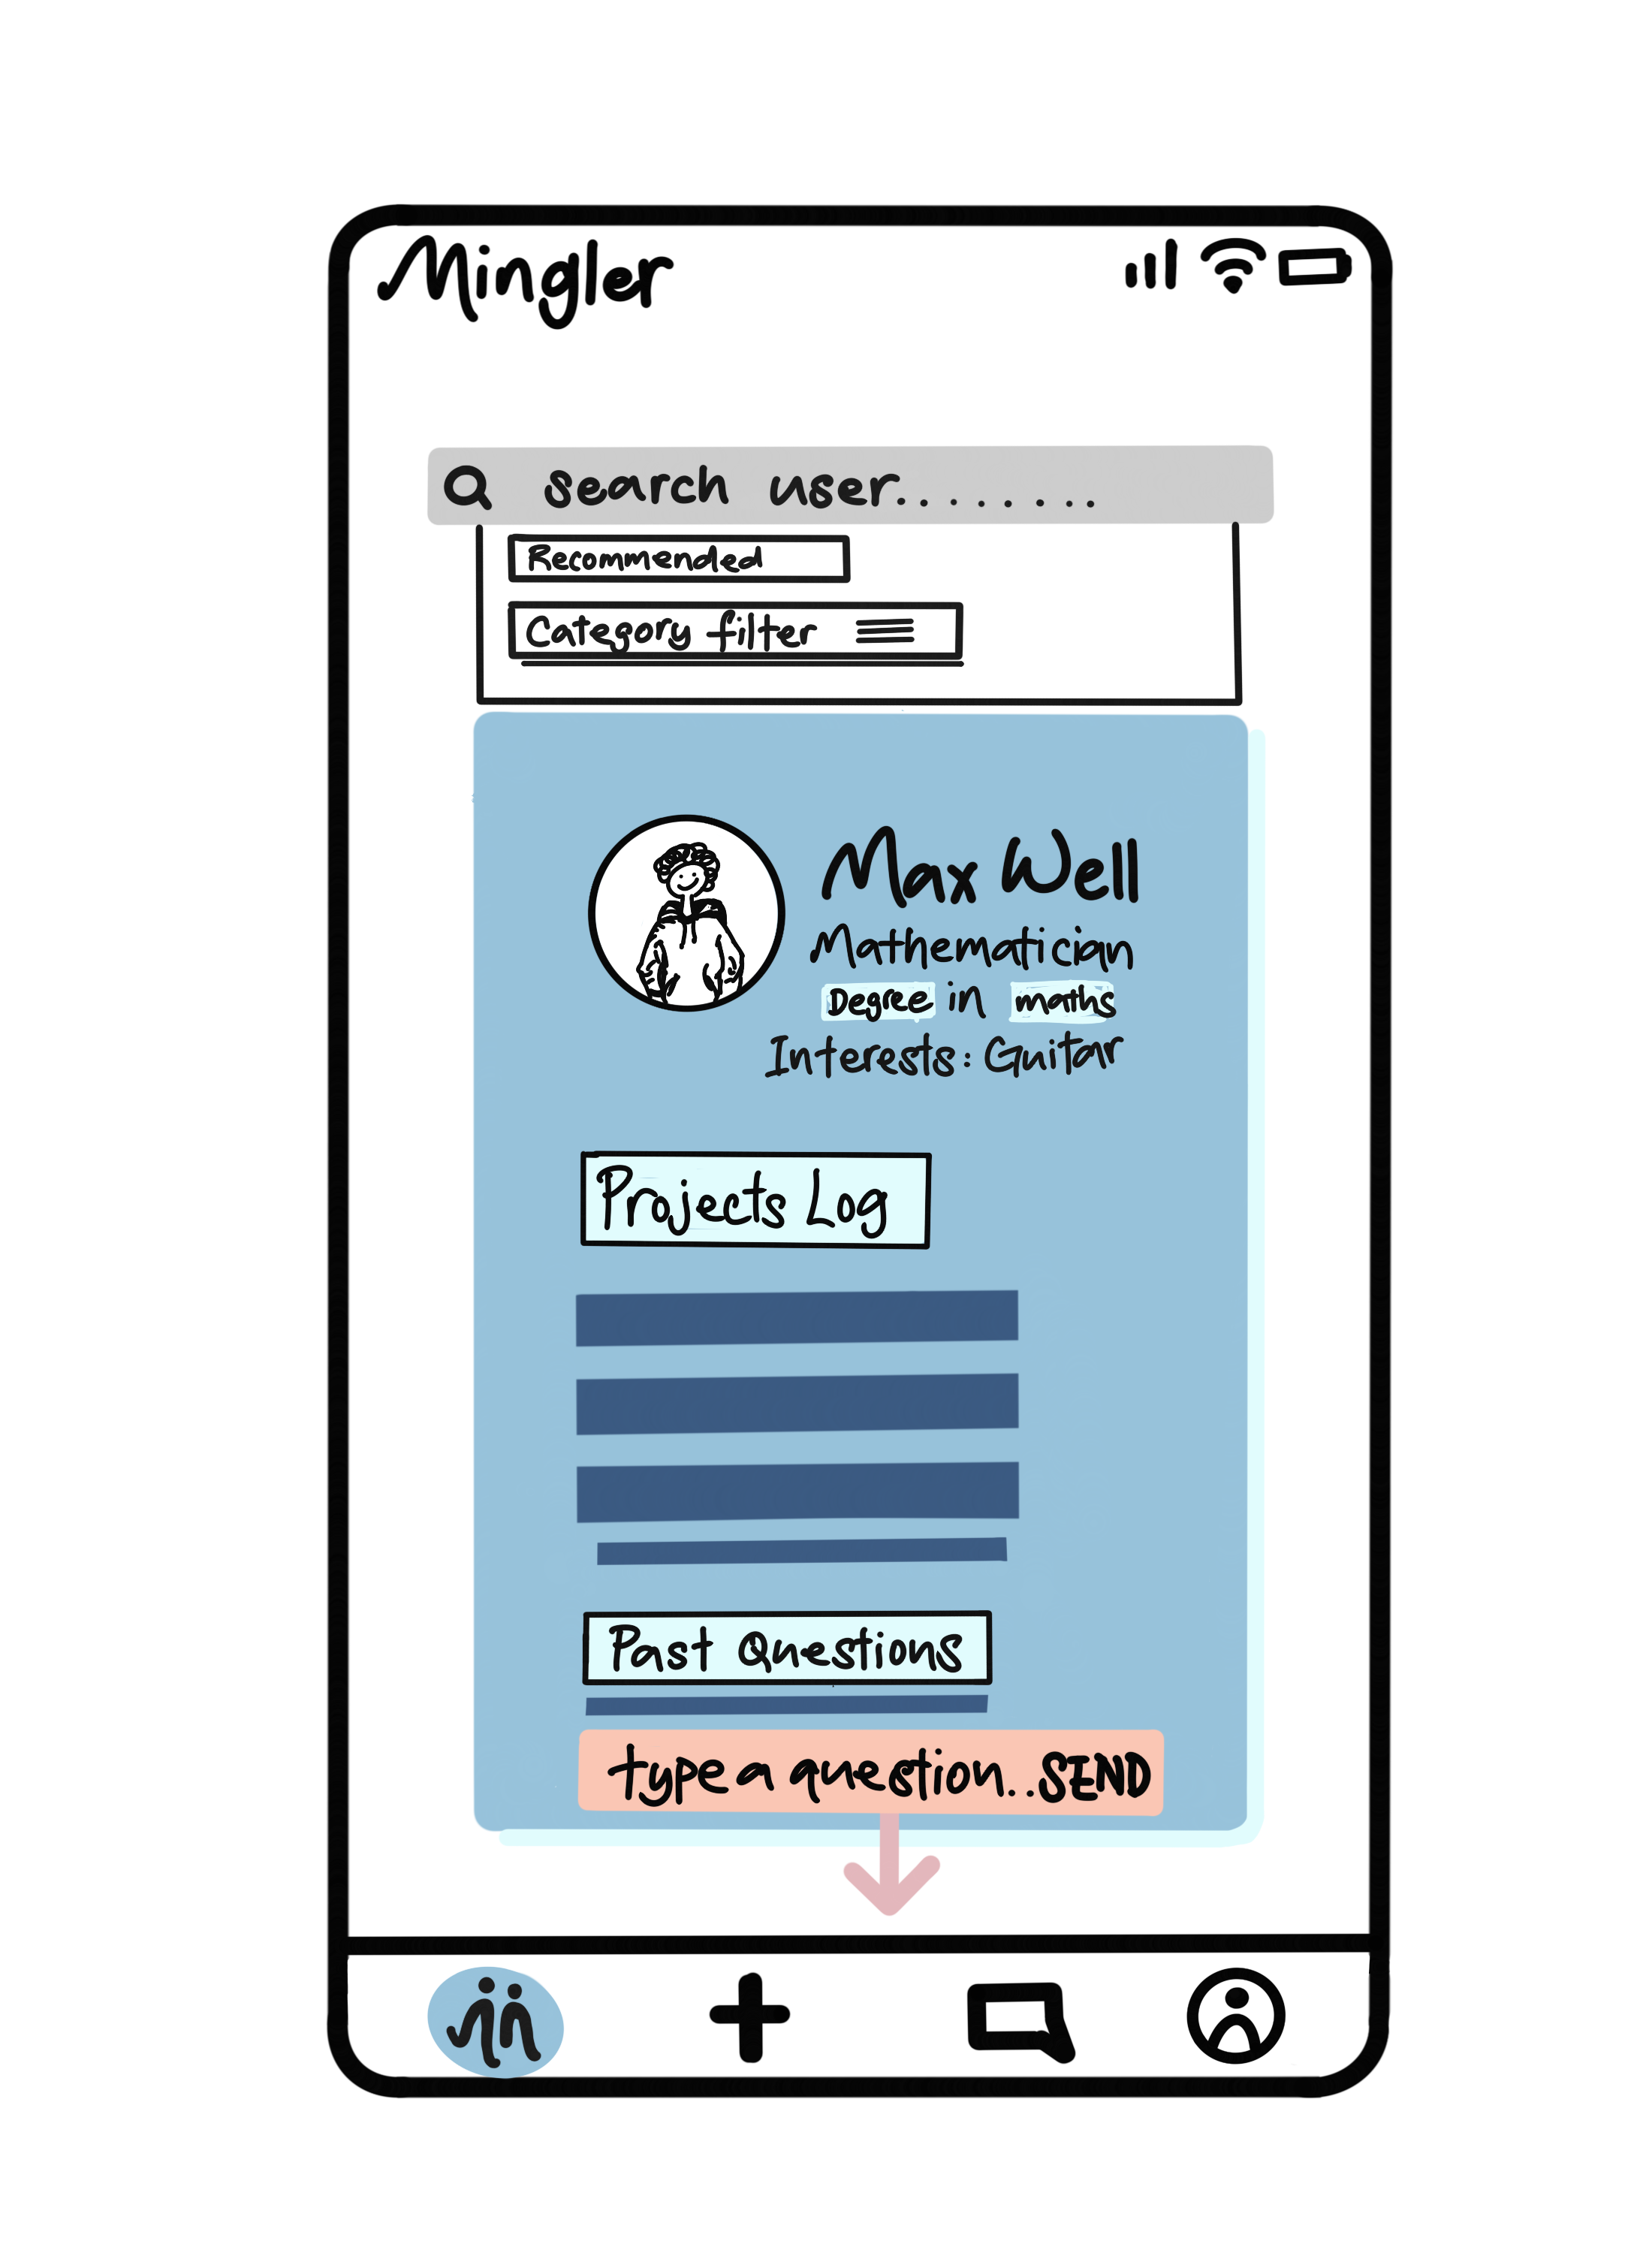 Mingler
search user.........
Recommended
Category filter
Max Well
Mathematician
Degree in maths
Interests: Guitar
Projects Log
Past Questions
type a question..SEND